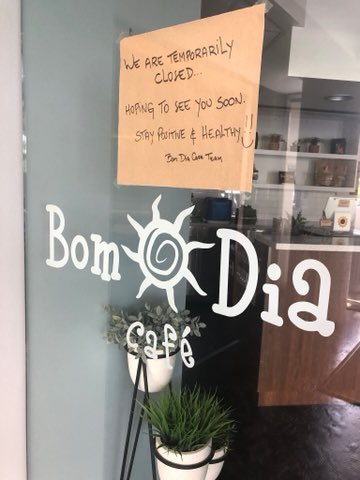 WE ARE TEMPORARILY
CLOSED...
HOPING TO SEE YOU SOON.
STAY POSITIVE & HEALTHY
BOM DIA CAFE TEAM
Bom Dia
Café